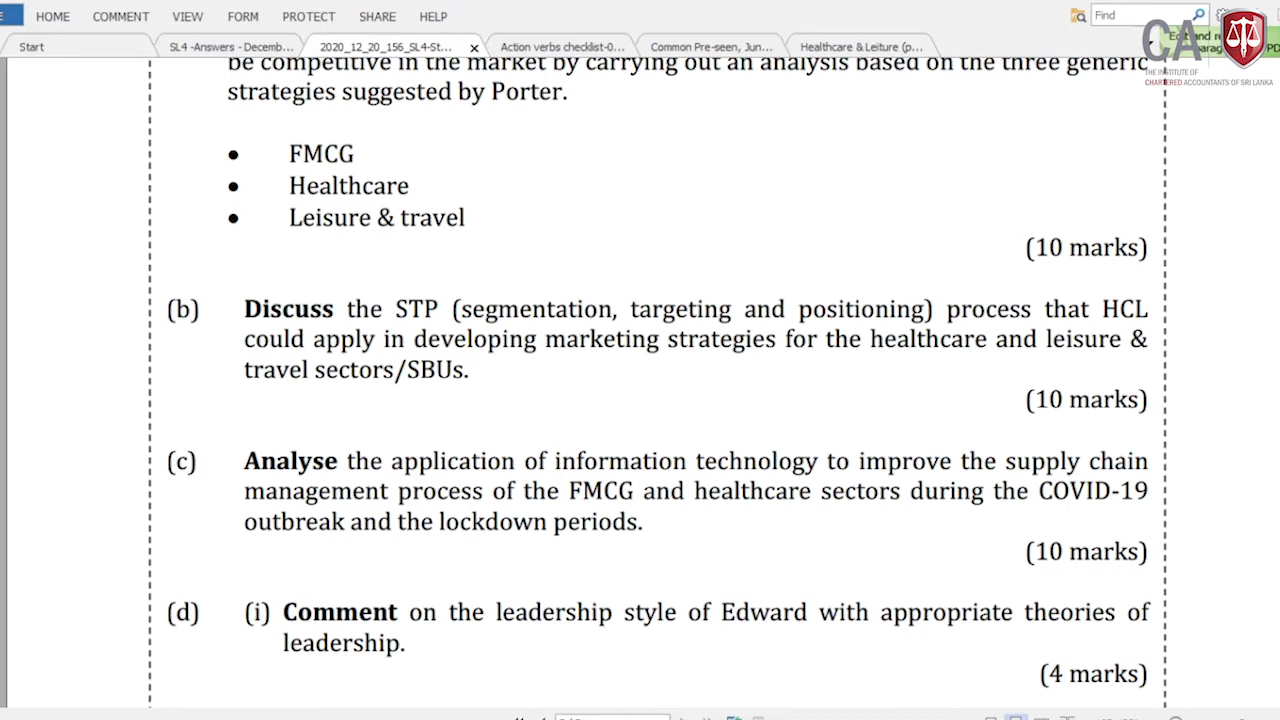 HOME COMMENT VIEW FORM PROTECT SHARE HELP
Find
Start
SL4 -Answers - Decemb...
2020_12_20_156_SL4-St...
Action verbs checklist-0...
Common Pre-seen, Jun...
Healthcare & Leiture (p...
CA
THE INSTITUTE OF
CHARTERED ACCOUNTANTS OF SRI LANKA
be competitive in the market by carrying out an analysis based on the three generic
strategies suggested by Porter.
• FMCG
• Healthcare
• Leisure & travel
(10 marks)
(b) Discuss the STP (segmentation, targeting and positioning) process that HCL
could apply in developing marketing strategies for the healthcare and leisure &
travel sectors/SBUs.
(10 marks)
(c) Analyse the application of information technology to improve the supply chain
management process of the FMCG and healthcare sectors during the COVID-19
outbreak and the lockdown periods.
(10 marks)
(d) (i) Comment on the leadership style of Edward with appropriate theories of
leadership.
(4 marks)